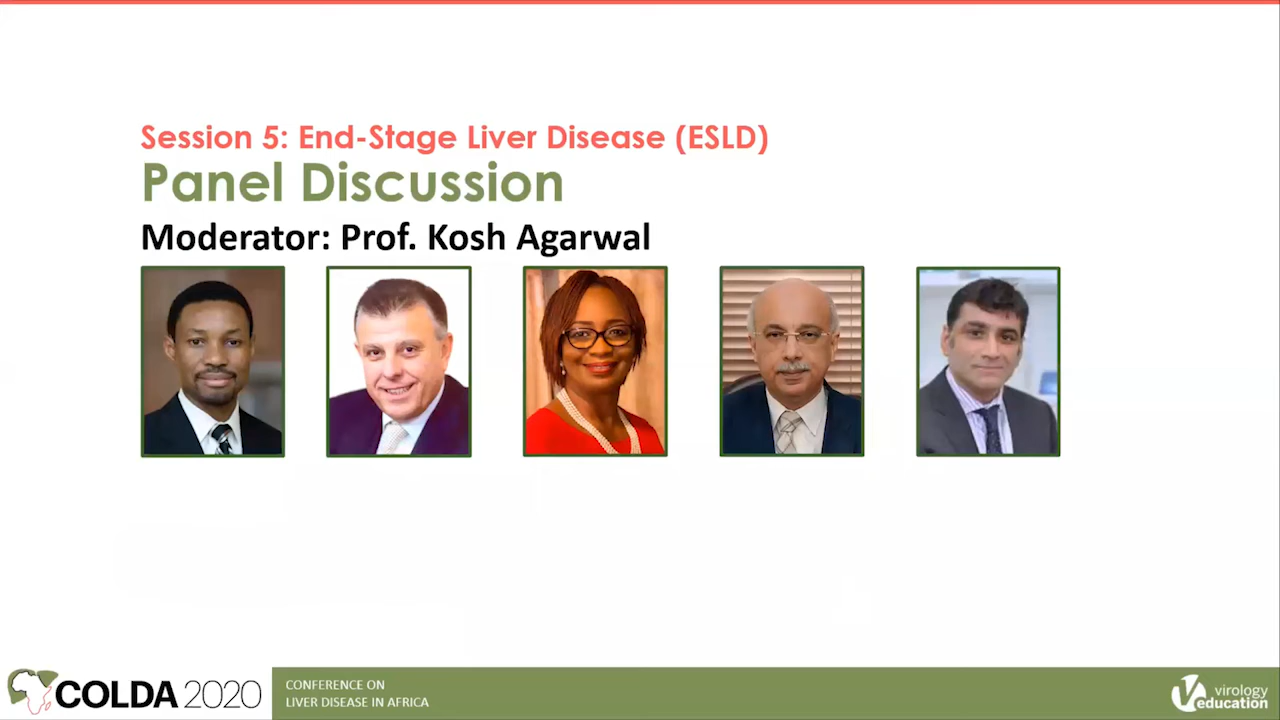 Session 5: End-Stage Liver Disease (ESLD)
Panel Discussion
Moderator: Prof. Kosh Agarwal
COLDA 2020
CONFERENCE ON
LIVER DISEASE IN AFRICA
virology
education